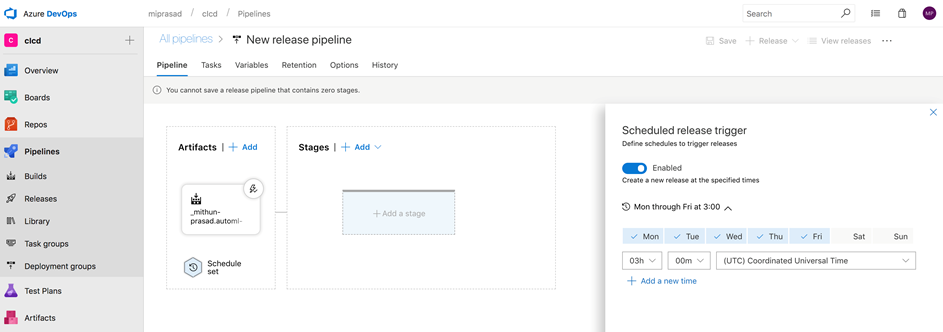 Azure DevOps
miprasad / clcd / Pipelines
Search
MF
C clcd
Overview
Boards
Repos
Pipelines
Builds
Releases
Library
Task groups
Deployment groups
Test Plans
Artifacts
All pipelines > New release pipeline
Save
+ Release
View releases
...
Pipeline Tasks Variables Retention Options History
You cannot save a release pipeline that contains zero stages.
Artifacts | + Add
_mithun-
prasad.automl-
Schedule
set
Stages | + Add
+ Add a stage
Scheduled release trigger
Define schedules to trigger releases
Enabled
Create a new release at the specified times
Mon through Fri at 3:00
Mon Tue Wed Thu Fri Sat Sun
03h 00m (UTC) Coordinated Universal Time
+ Add a new time